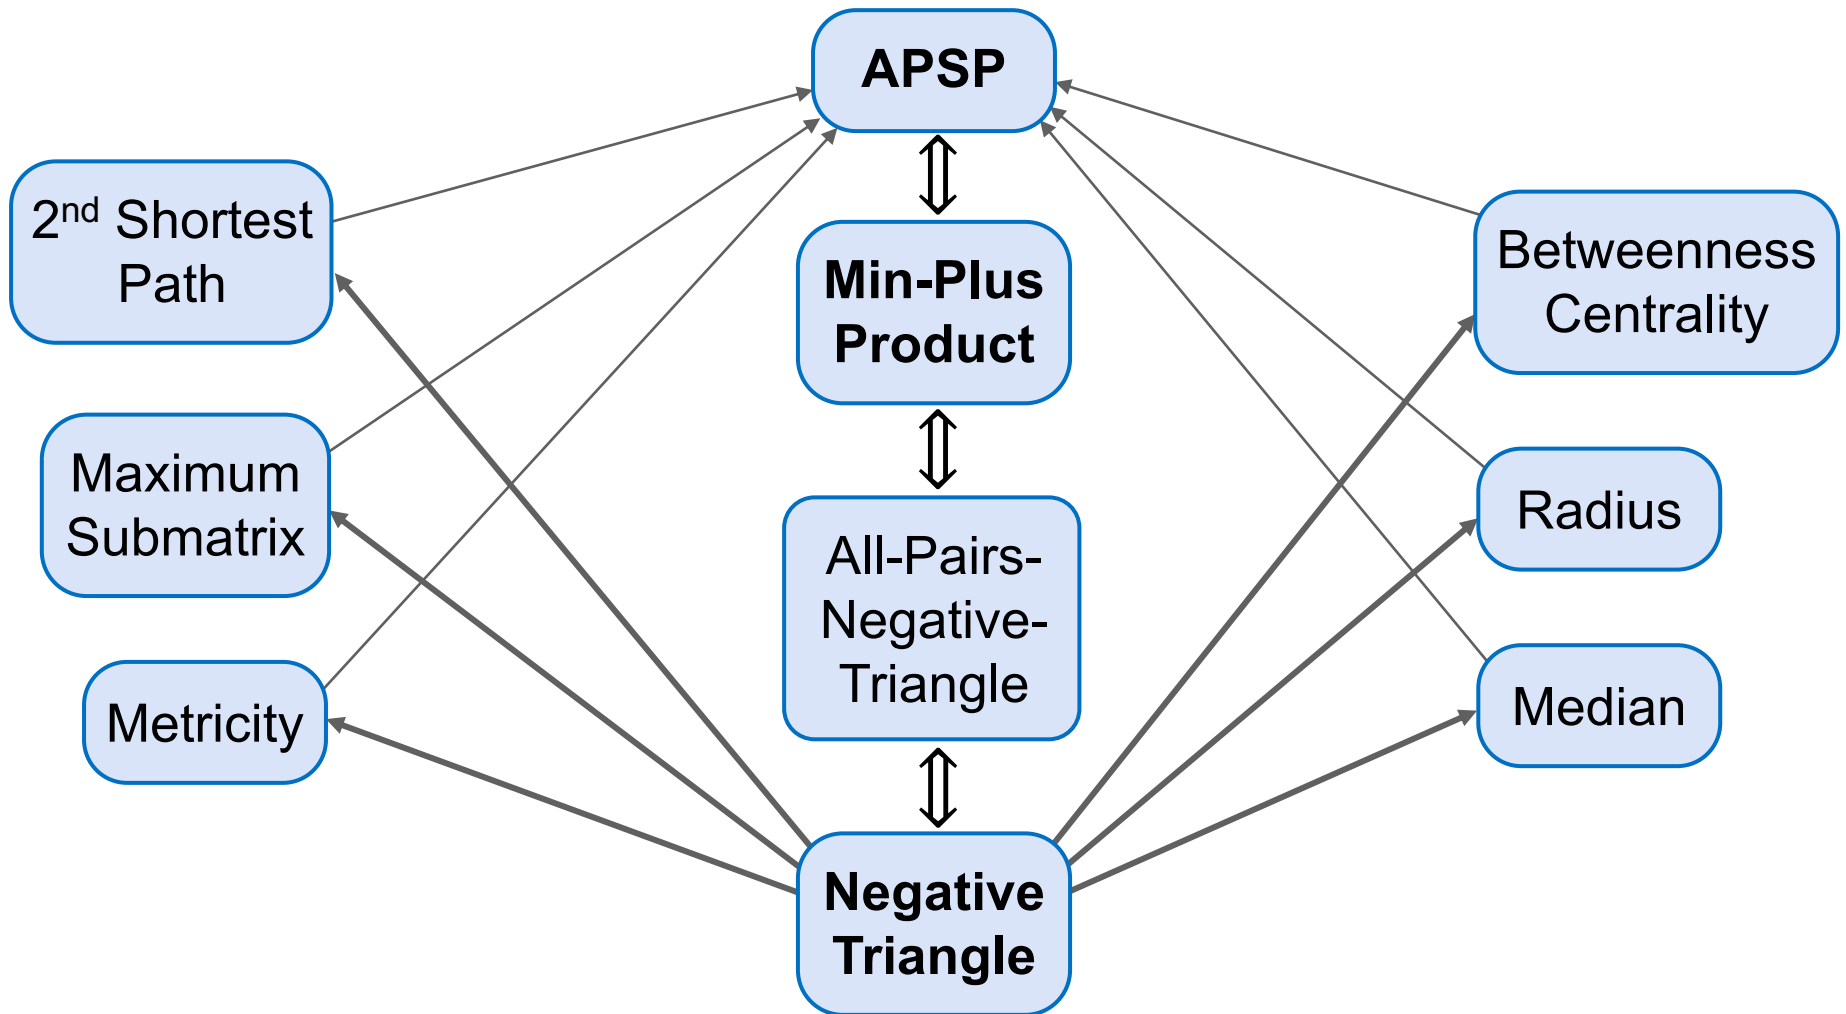 APSP
2nd Shortest
Path
Min-Plus
Product
Betweenness
Centrality
Maximum
Submatrix
All-Pairs-
Negative-
Triangle
Radius
Metricity
Median
Negative
Triangle